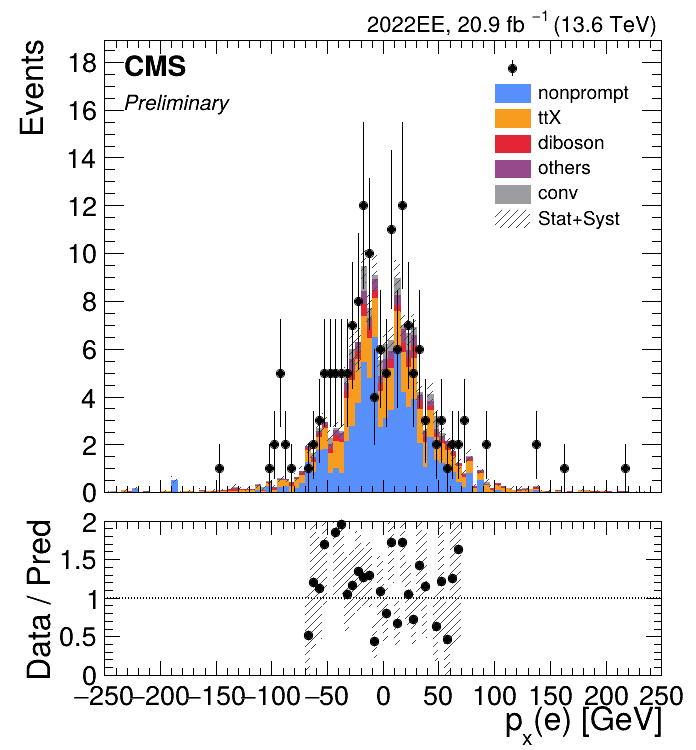 2022EE, 20.9 fb⁻¹ (13.6 TeV)
CMS
Preliminary
Events
18
16
14
12
10
8
6
4
2
0
nonprompt
ttX
diboson
others
conv
Stat+Syst
Data / Pred
2
1.5
1
0.5
0
−250 −200 −150 −100 −50 0 50 100 150 200 250
pₓ(e) [GeV]